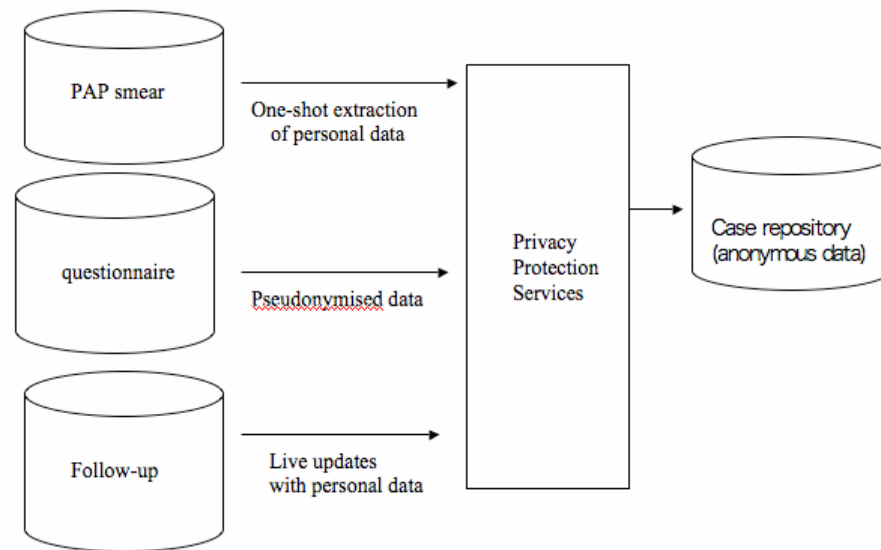 PAP smear
One-shot extraction
of personal data
questionnaire
Pseudonymised data
Follow-up
Live updates
with personal data
Privacy
Protection
Services
Case repository
(anonymous data)